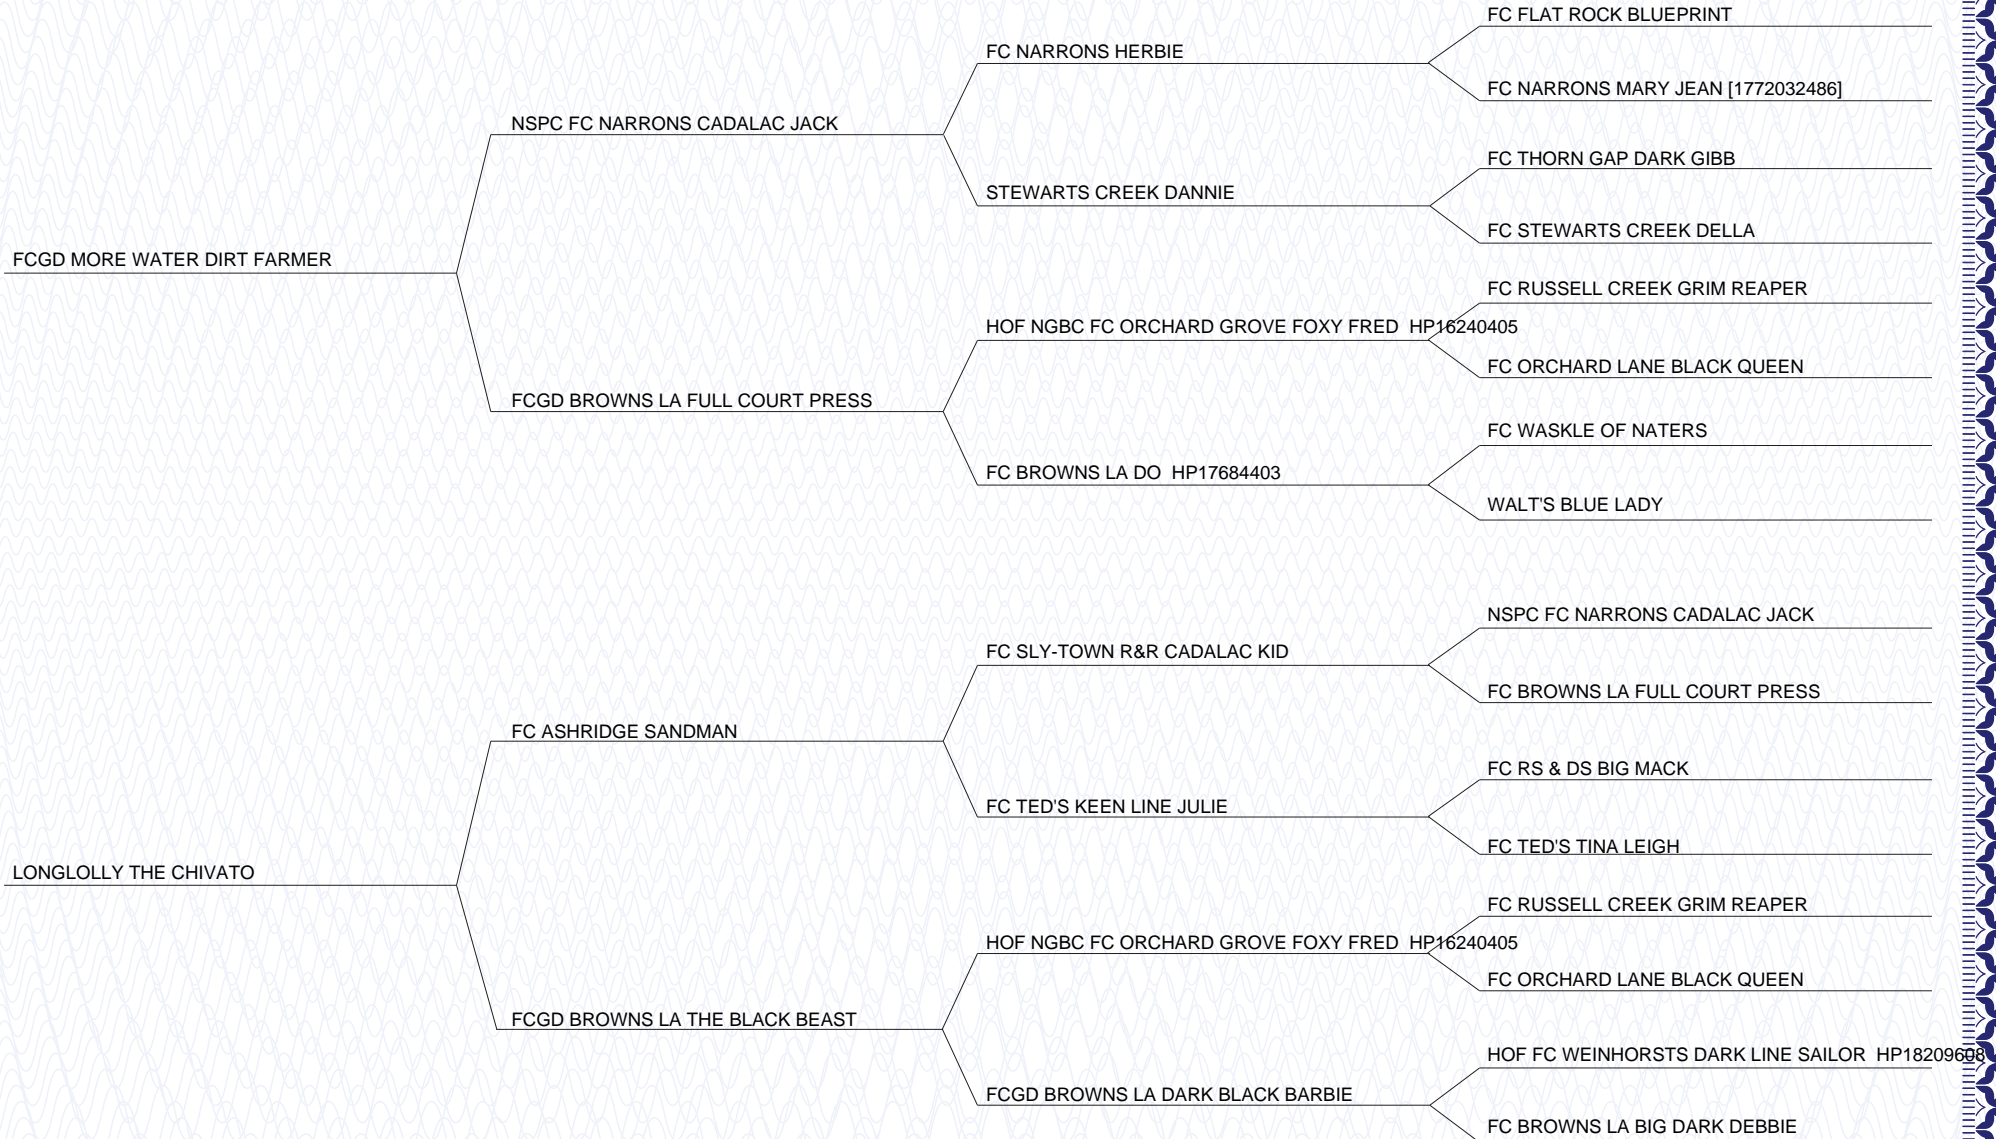 FC FLAT ROCK BLUEPRINT
FC NARRONS HERBIE
FC NARRONS MARY JEAN [1772032486]
NSPC FC NARRONS CADALAC JACK
FC THORN GAP DARK GIBB
STEWARTS CREEK DANNIE
FC STEWARTS CREEK DELLA
FCGD MORE WATER DIRT FARMER
FC RUSSELL CREEK GRIM REAPER
HOF NGBC FC ORCHARD GROVE FOXY FRED HP16240405
FC ORCHARD LANE BLACK QUEEN
FCGD BROWNS LA FULL COURT PRESS
FC WASKLE OF NATERS
FC BROWNS LA DO HP17684403
WALT'S BLUE LADY
NSPC FC NARRONS CADALAC JACK
FC SLY-TOWN R&R CADALAC KID
FC BROWNS LA FULL COURT PRESS
FC ASHRIDGE SANDMAN
FC RS & DS BIG MACK
FC TED'S KEEN LINE JULIE
FC TED'S TINA LEIGH
LONGLOLLY THE CHIVATO
FC RUSSELL CREEK GRIM REAPER
HOF NGBC FC ORCHARD GROVE FOXY FRED HP16240405
FC ORCHARD LANE BLACK QUEEN
FCGD BROWNS LA THE BLACK BEAST
HOF FC WEINHORSTS DARK LINE SAILOR HP18209608
FCGD BROWNS LA DARK BLACK BARBIE
FC BROWNS LA BIG DARK DEBBIE